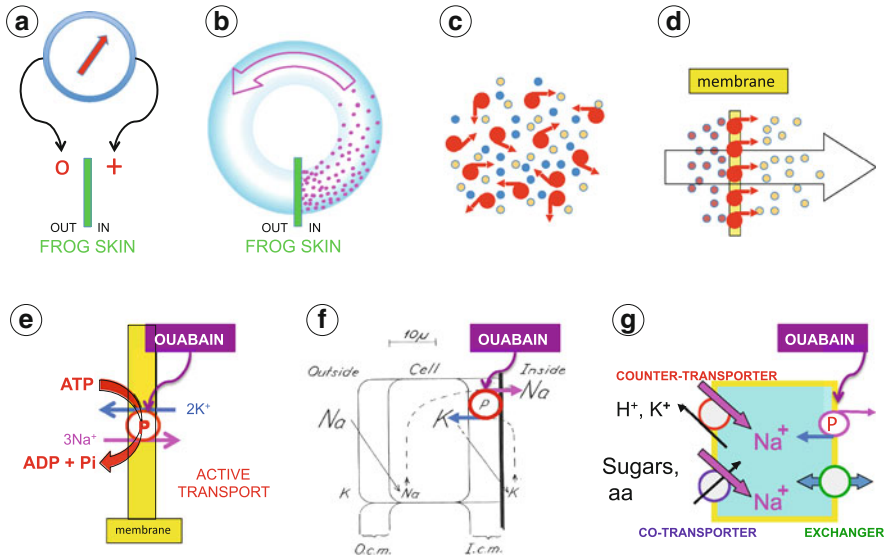 a
b
c
d
membrane
O +
OUT IN
FROG SKIN
OUT IN
FROG SKIN
e
OUABAIN
ATP
2K⁺
P
3Na⁺
ADP + Pi
ACTIVE
TRANSPORT
membrane
f
10μ
OUABAIN
Outside
Cell
Inside
Na
K
P
Na
K
Na
K
O.c.m.
I.c.m.
g
OUABAIN
COUNTER-TRANSPORTER
H⁺, K⁺
Na⁺
P
Sugars,
aa
Na⁺
CO-TRANSPORTER
EXCHANGER